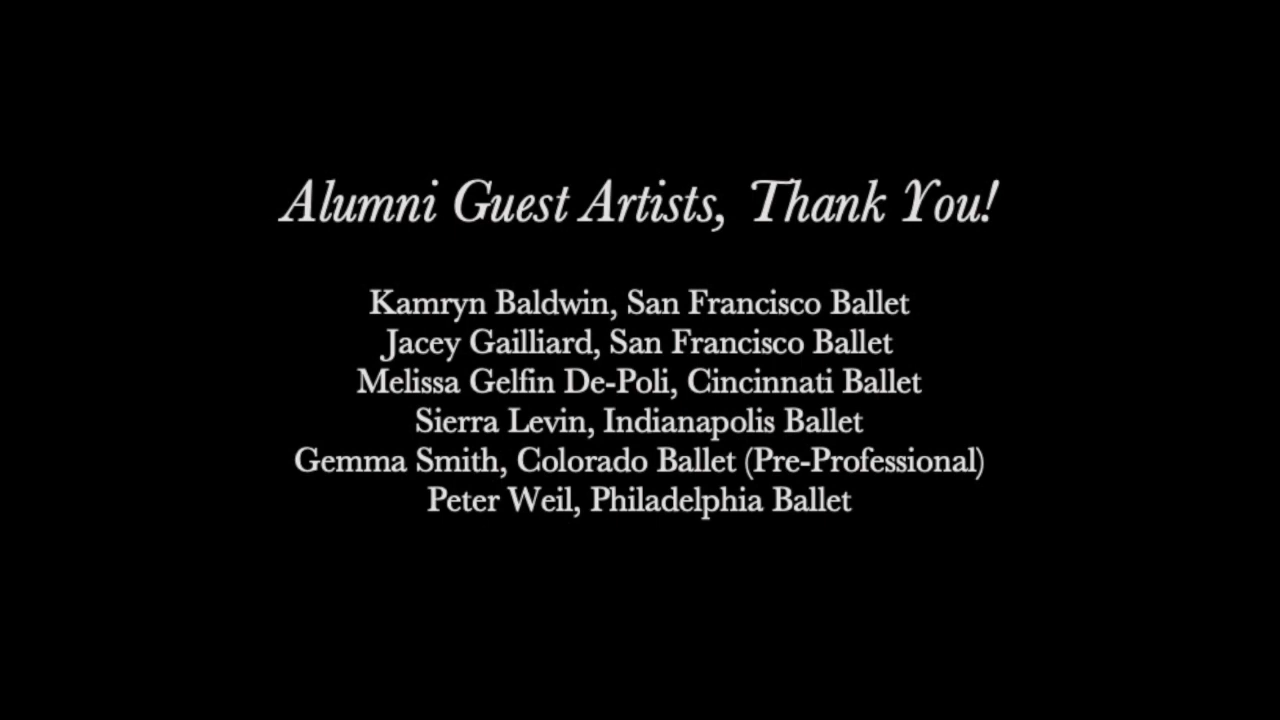 Alumni Guest Artists, Thank You!
Kamryn Baldwin, San Francisco Ballet
Jacey Gailliard, San Francisco Ballet
Melissa Gelfin De-Poli, Cincinnati Ballet
Sierra Levin, Indianapolis Ballet
Gemma Smith, Colorado Ballet (Pre-Professional)
Peter Weil, Philadelphia Ballet